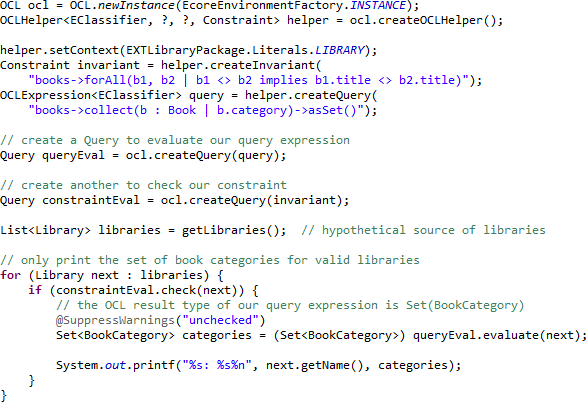 OCL ocl = OCL.newInstance(EcoreEnvironmentFactory.INSTANCE);
OCLHelper<EClassifier, ?, ?, Constraint> helper = ocl.createOCLHelper();
helper.setContext(EXTLibraryPackage.Literals.LIBRARY);
Constraint invariant = helper.createInvariant(
"books->forAll(b1, b2 | b1 <> b2 implies b1.title <> b2.title)");
OCLExpression<EClassifier> query = helper.createQuery(
"books->collect(b : Book | b.category)->asSet()");
// create a Query to evaluate our query expression
Query queryEval = ocl.createQuery(query);
// create another to check our constraint
Query constraintEval = ocl.createQuery(invariant);
List<Library> libraries = getLibraries();  // hypothetical source of libraries
// only print the set of book categories for valid libraries
for (Library next : libraries) {
if (constraintEval.check(next)) {
// the OCL result type of our query expression is Set(BookCategory)
@SuppressWarnings("unchecked")
Set<BookCategory> categories = (Set<BookCategory>) queryEval.evaluate(next);
System.out.printf("%s: %s%n", next.getName(), categories);
}
}